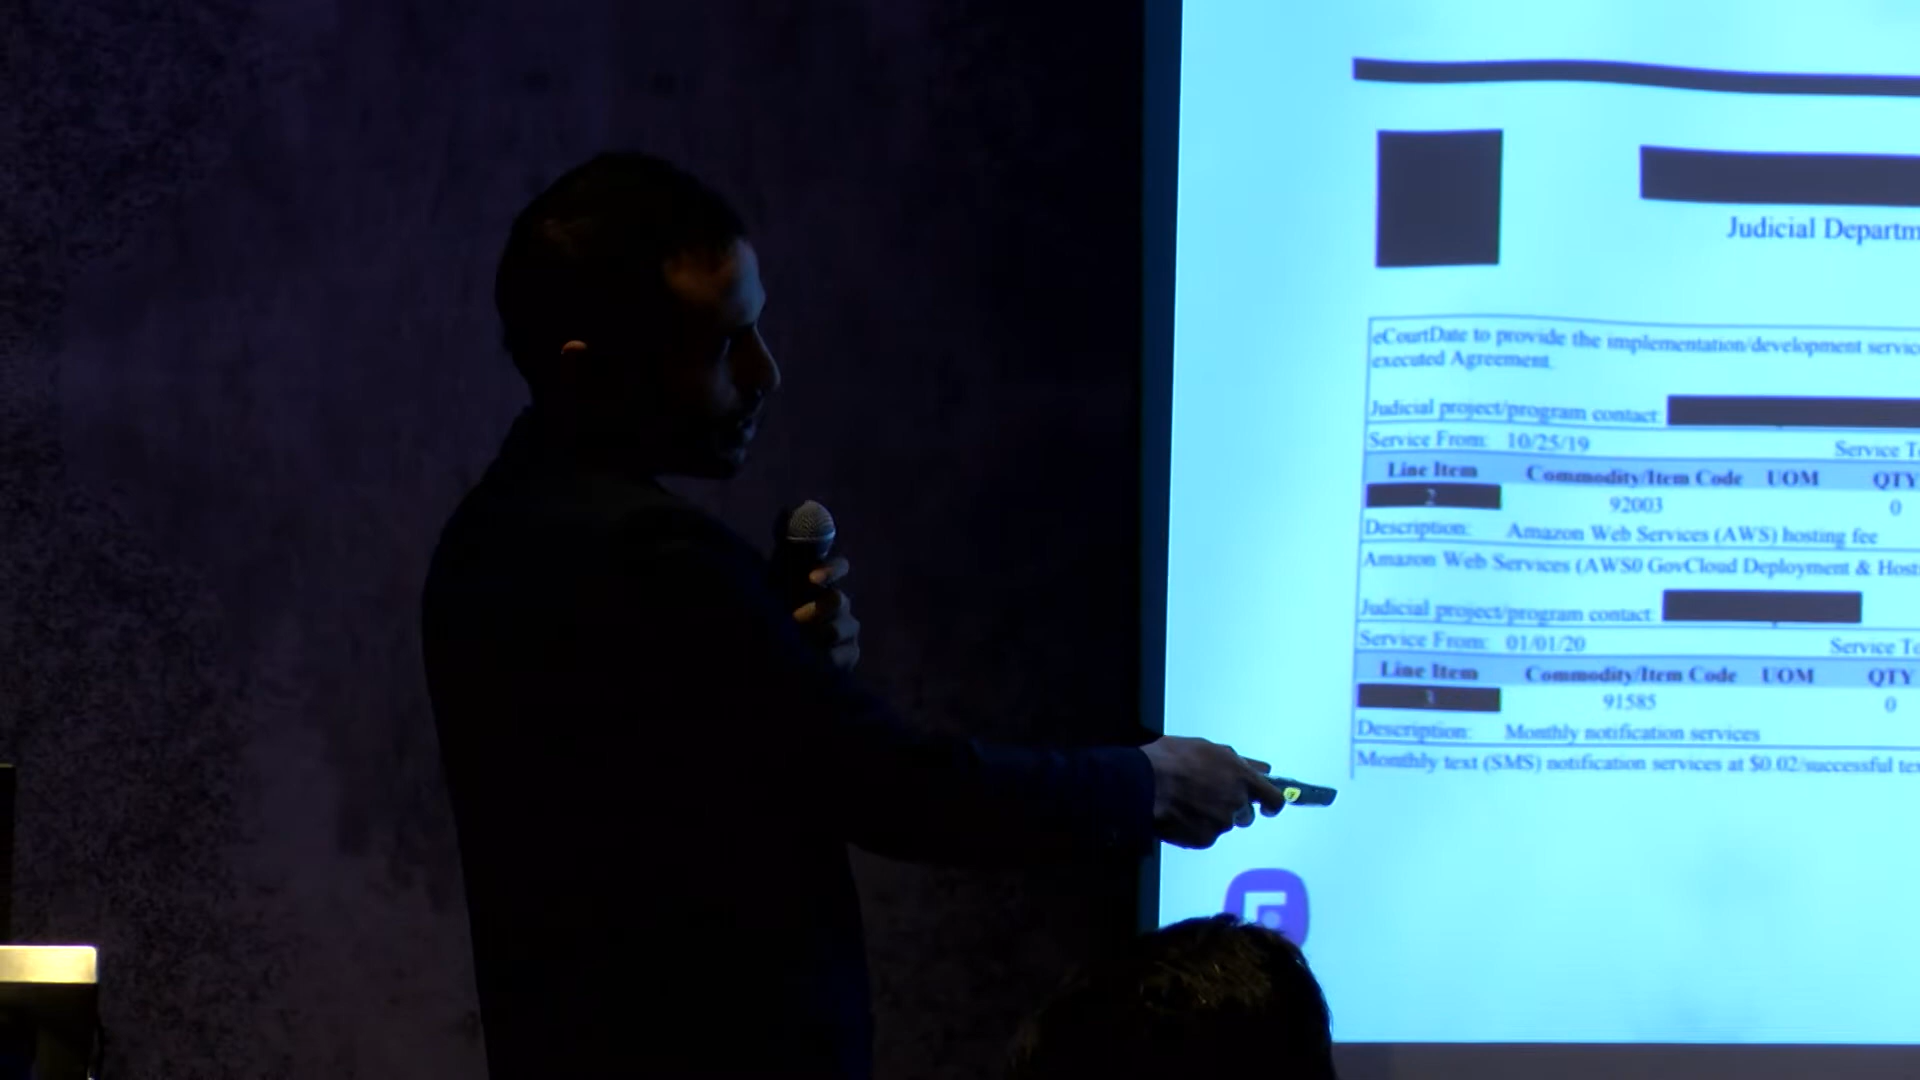 Judicial Departm
eCourtDate to provide the implementation/development servic
executed Agreement.
Judicial project/program contact:
Service From: 10/25/19 Service To
Line Item Commodity/Item Code UOM QTY
2 92003 0
Description: Amazon Web Services (AWS) hosting fee
Amazon Web Services (AWS0 GovCloud Deployment & Host
Judicial project/program contact:
Service From: 01/01/20 Service To
Line Item Commodity/Item Code UOM QTY
3 91585 0
Description: Monthly notification services
Monthly text (SMS) notification services at $0.02/successful tex